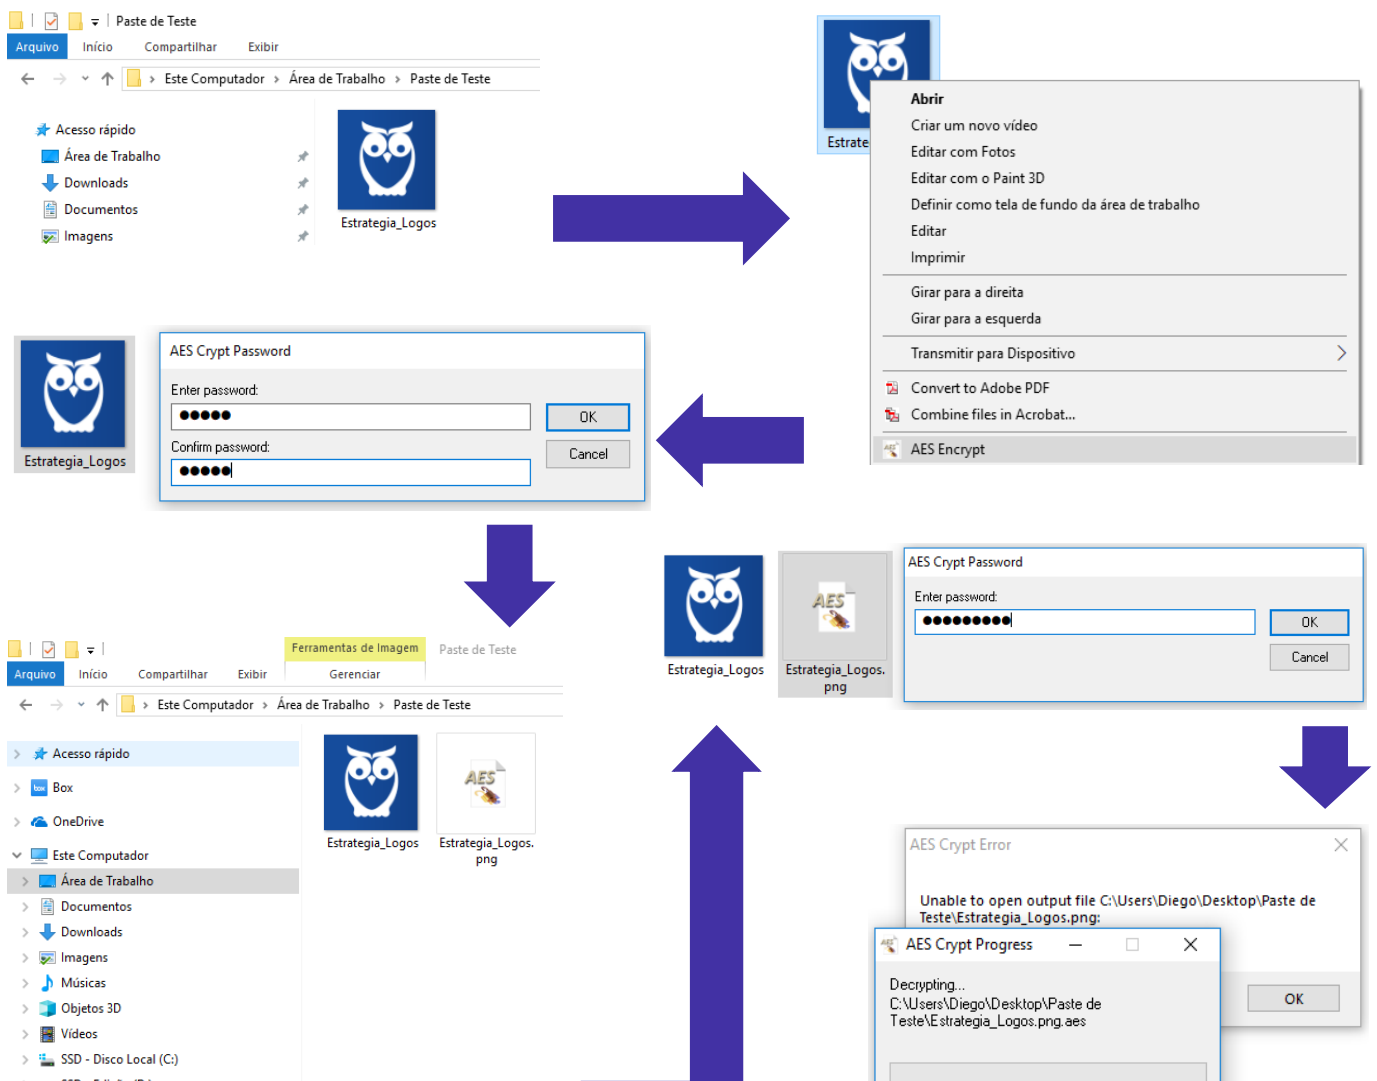 Paste de Teste
Arquivo Início Compartilhar Exibir
Este Computador > Área de Trabalho > Paste de Teste
Acesso rápido
Área de Trabalho
Downloads
Documentos
Imagens
Estrategia_Logos
Estrate
Abrir
Criar um novo vídeo
Editar com Fotos
Editar com o Paint 3D
Definir como tela de fundo da área de trabalho
Editar
Imprimir
Girar para a direita
Girar para a esquerda
Transmitir para Dispositivo
Convert to Adobe PDF
Combine files in Acrobat...
AES Encrypt
Estrategia_Logos
AES Crypt Password
Enter password:
Confirm password:
OK
Cancel
Estrategia_Logos
AES
Estrategia_Logos.
png
AES Crypt Password
Enter password:
OK
Cancel
Ferramentas de Imagem Paste de Teste
Arquivo Início Compartilhar Exibir Gerenciar
Este Computador > Área de Trabalho > Paste de Teste
Acesso rápido
Box
OneDrive
Este Computador
Área de Trabalho
Documentos
Downloads
Imagens
Músicas
Objetos 3D
Vídeos
SSD - Disco Local (C:)
Estrategia_Logos
AES
Estrategia_Logos.
png
AES Crypt Error
Unable to open output file C:\Users\Diego\Desktop\Paste de
Teste\Estrategia_Logos.png:
OK
AES Crypt Progress
Decrypting...
C:\Users\Diego\Desktop\Paste de
Teste\Estrategia_Logos.png.aes